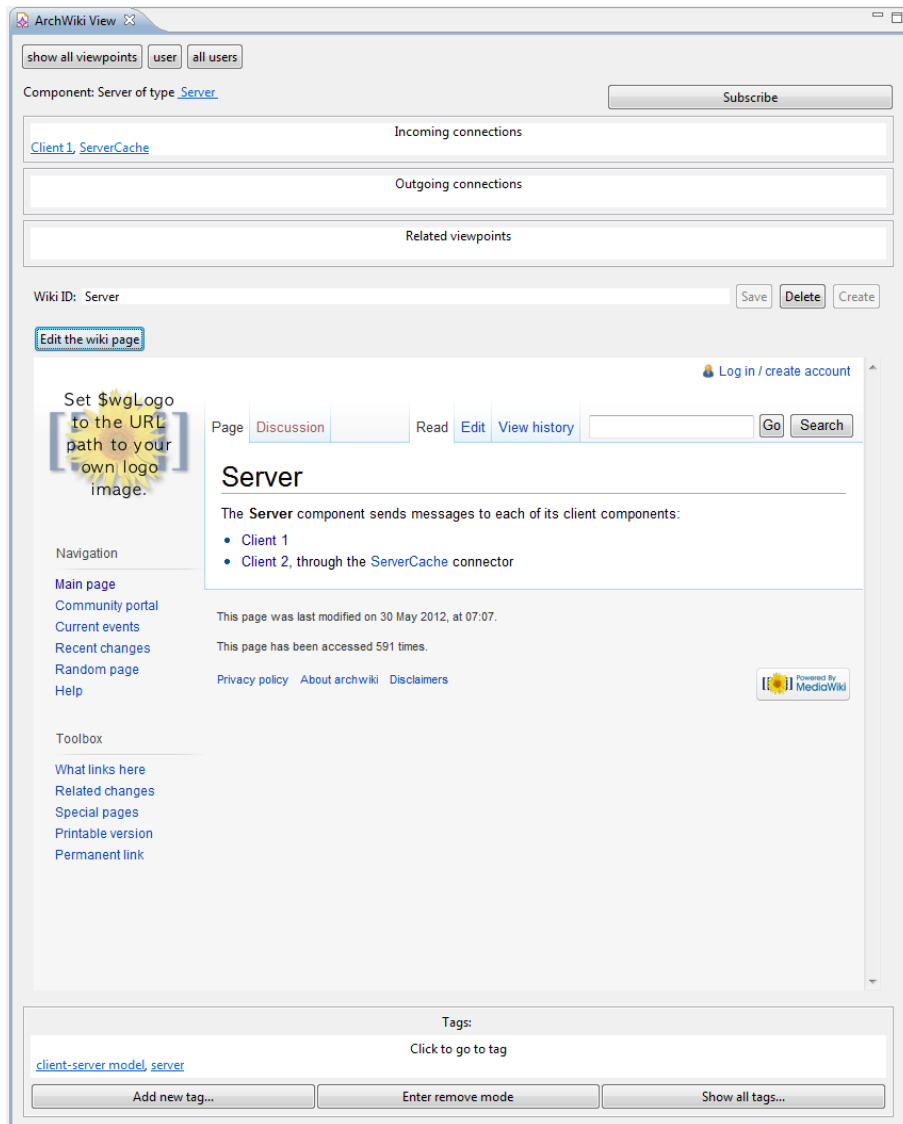 ArchWiki View
show all viewpoints user all users
Component: Server of type Server
Subscribe
Incoming connections
Client 1, ServerCache
Outgoing connections
Related viewpoints
Wiki ID: Server Save Delete Create
Edit the wiki page
Log in / create account
Set $wgLogo
to the URL
path to your
own logo
image.
Page Discussion Read Edit View history Go Search
Server
The Server component sends messages to each of its client components:
Client 1
Client 2, through the ServerCache connector
Navigation
Main page
Community portal
Current events
Recent changes
Random page
Help
This page was last modified on 30 May 2012, at 07:07.
This page has been accessed 591 times.
Privacy policy About archwiki Disclaimers
Powered By
MediaWiki
Toolbox
What links here
Related changes
Special pages
Printable version
Permanent link
Tags:
Click to go to tag
client-server model, server
Add new tag... Enter remove mode Show all tags...